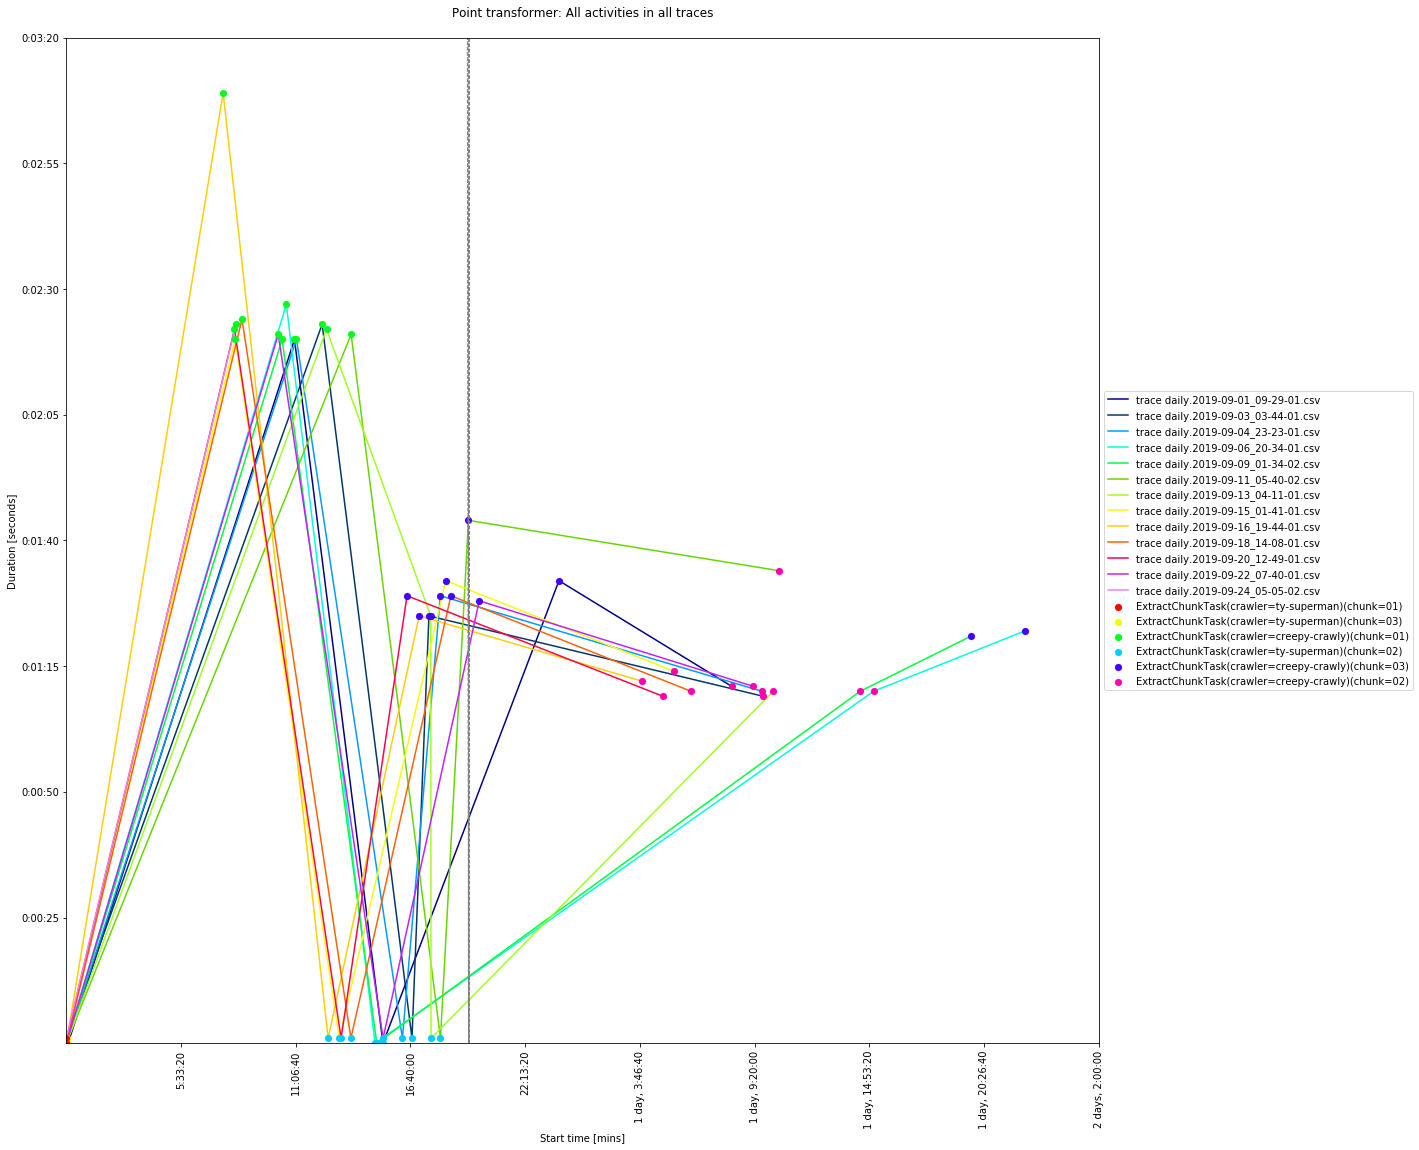 Point transformer: All activities in all traces
0:03:20
0:02:55
0:02:30
0:02:05
0:01:40
0:01:15
0:00:50
0:00:25
Duration [seconds]
5:33:20
11:06:40
16:40:00
22:13:20
1 day, 3:46:40
1 day, 9:20:00
1 day, 14:53:20
1 day, 20:26:40
2 days, 2:00:00
Start time [mins]
trace daily.2019-09-01_09-29-01.csv
trace daily.2019-09-03_03-44-01.csv
trace daily.2019-09-04_23-23-01.csv
trace daily.2019-09-06_20-34-01.csv
trace daily.2019-09-09_01-34-02.csv
trace daily.2019-09-11_05-40-02.csv
trace daily.2019-09-13_04-11-01.csv
trace daily.2019-09-15_01-41-01.csv
trace daily.2019-09-16_19-44-01.csv
trace daily.2019-09-18_14-08-01.csv
trace daily.2019-09-20_12-49-01.csv
trace daily.2019-09-22_07-40-01.csv
trace daily.2019-09-24_05-05-02.csv
ExtractChunkTask(crawler=ty-superman)(chunk=01)
ExtractChunkTask(crawler=ty-superman)(chunk=03)
ExtractChunkTask(crawler=creepy-crawly)(chunk=01)
ExtractChunkTask(crawler=ty-superman)(chunk=02)
ExtractChunkTask(crawler=creepy-crawly)(chunk=03)
ExtractChunkTask(crawler=creepy-crawly)(chunk=02)